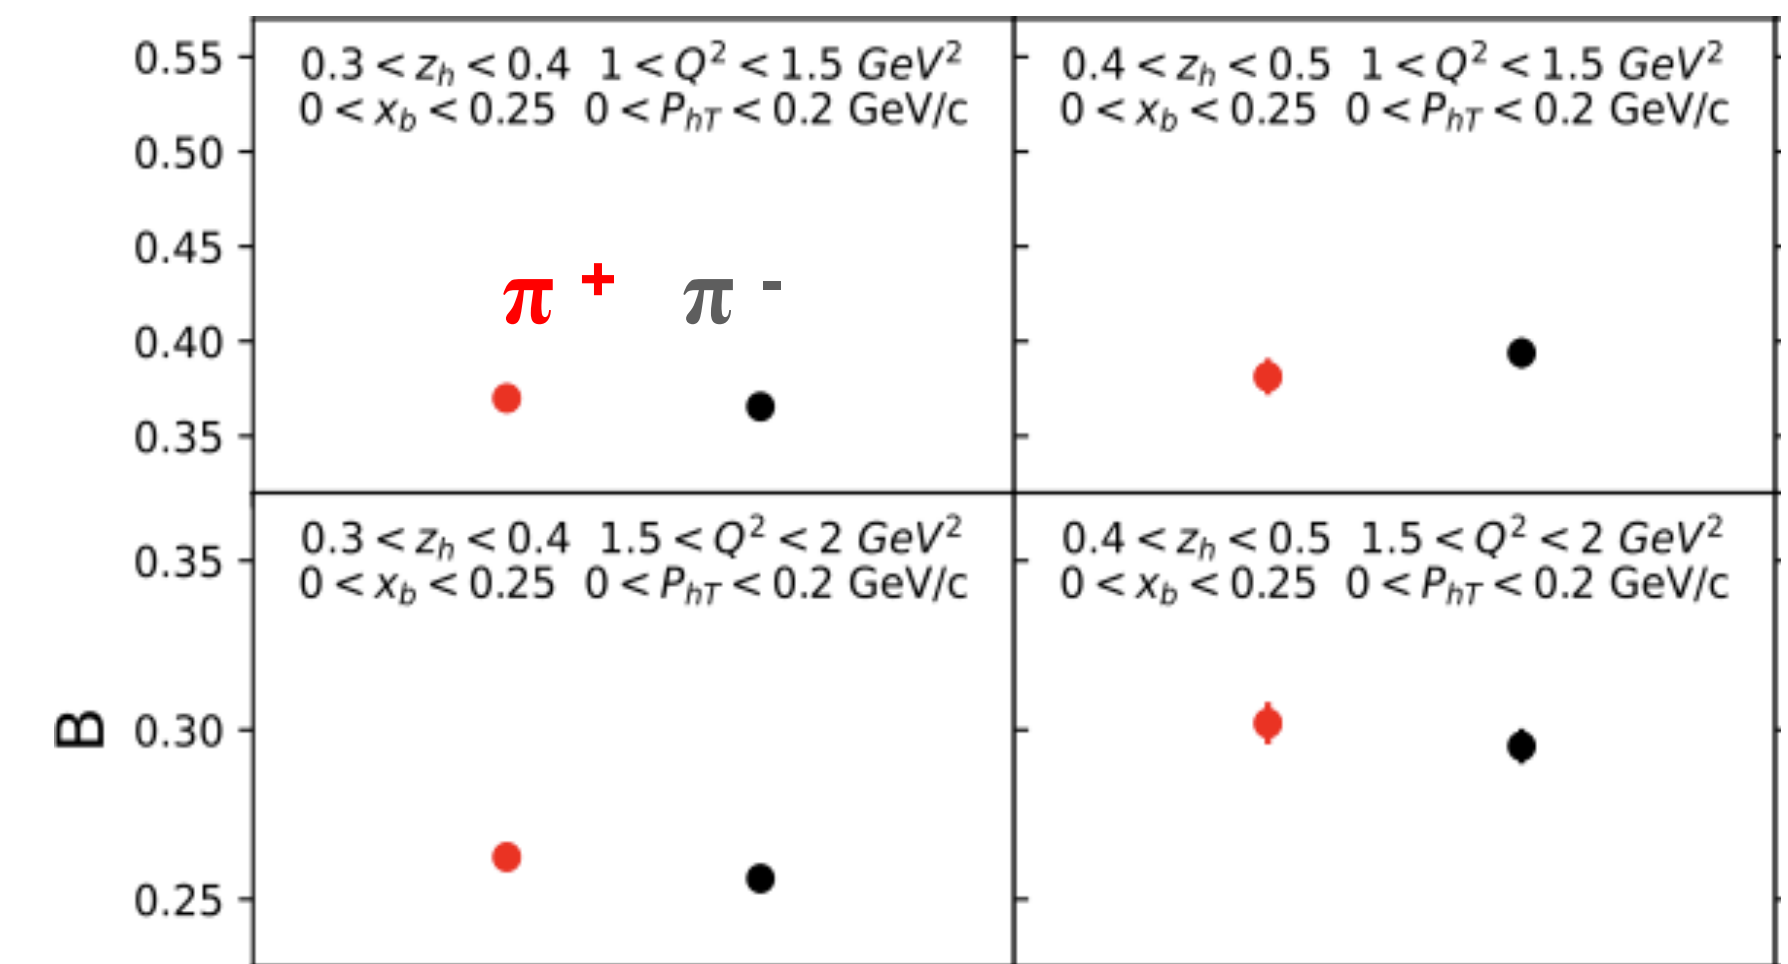 0.55
0.50
0.45
0.40
0.35
0.3 < z_h < 0.4 1 < Q² < 1.5 GeV²
0 < x_b < 0.25 0 < P_hT < 0.2 GeV/c
π + π -
0.4 < z_h < 0.5 1 < Q² < 1.5 GeV²
0 < x_b < 0.25 0 < P_hT < 0.2 GeV/c
B
0.35
0.30
0.25
0.3 < z_h < 0.4 1.5 < Q² < 2 GeV²
0 < x_b < 0.25 0 < P_hT < 0.2 GeV/c
0.4 < z_h < 0.5 1.5 < Q² < 2 GeV²
0 < x_b < 0.25 0 < P_hT < 0.2 GeV/c